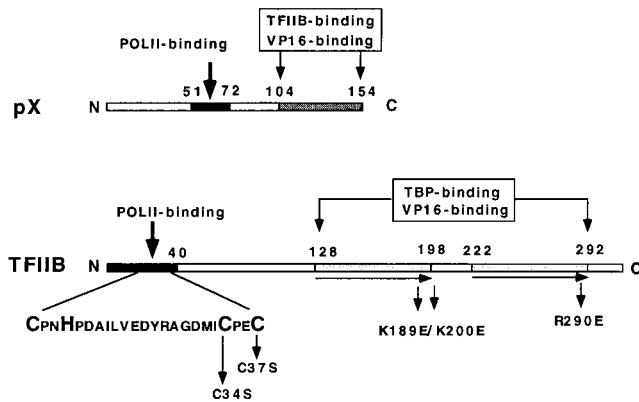 TFIIB-binding
VP16-binding
POLII-binding
51 72 104 154
pX N C
TBP-binding
VP16-binding
POLII-binding
40 128 198 222 292
TFIIB N C
CPNHPDAILVEDYRAGDMICPEC
K189E/K200E R290E
C37S
C34S